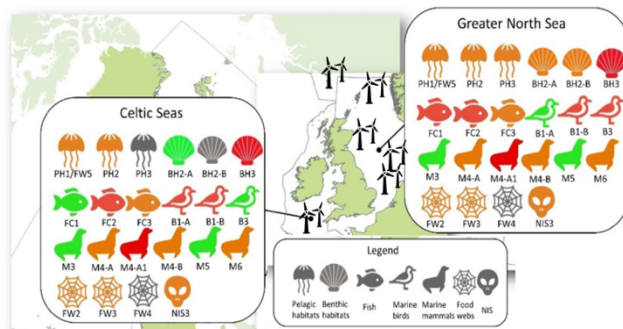 Greater North Sea
PH1/FW5 PH2 PH3 BH2-A BH2-B BH3
FC1 FC2 FC3 B1-A B1-B B3
M3 M4-A M4-A1 M4-B M5 M6
FW2 FW3 FW4 NIS3
Celtic Seas
PH1/FW5 PH2 PH3 BH2-A BH2-B BH3
FC1 FC2 FC3 B1-A B1-B B3
M3 M4-A M4-A1 M4-B M5 M6
FW2 FW3 FW4 NIS3
Legend
Pelagic habitats
Benthic habitats
Fish
Marine birds
Marine mammals
Food webs
NIS